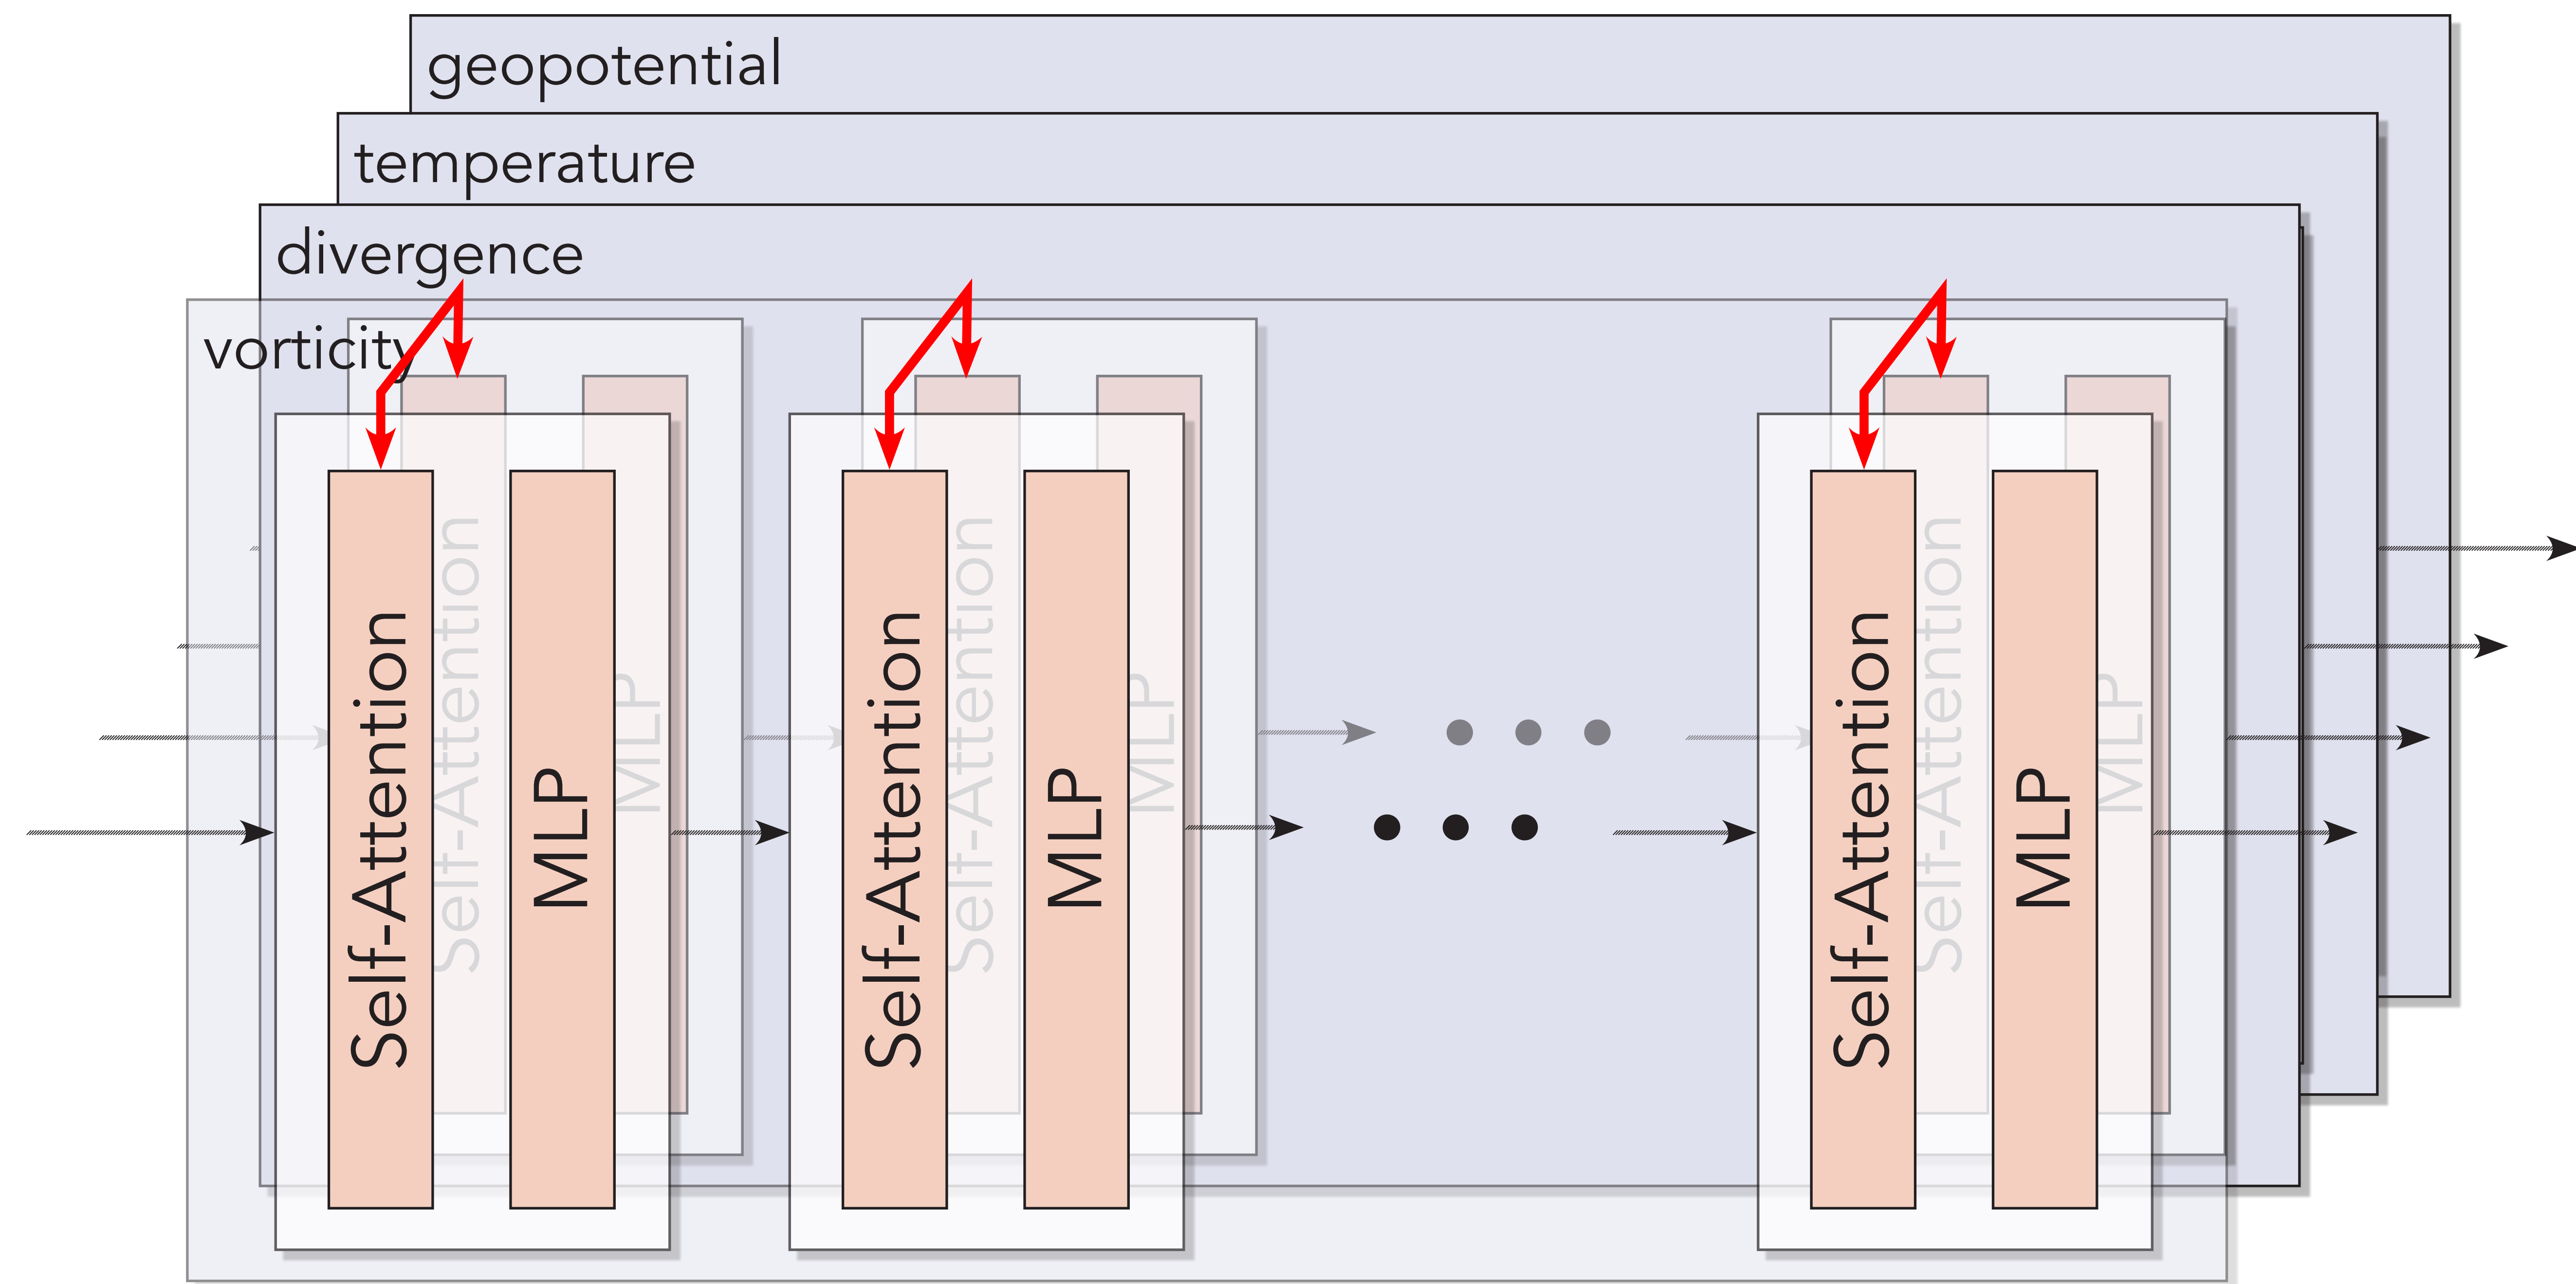 geopotential
temperature
divergence
vorticity
Self-Attention
Self-Attention
MLP
MLP
Self-Attention
Self-Attention
MLP
MLP
Self-Attention
Self-Attention
MLP
MLP